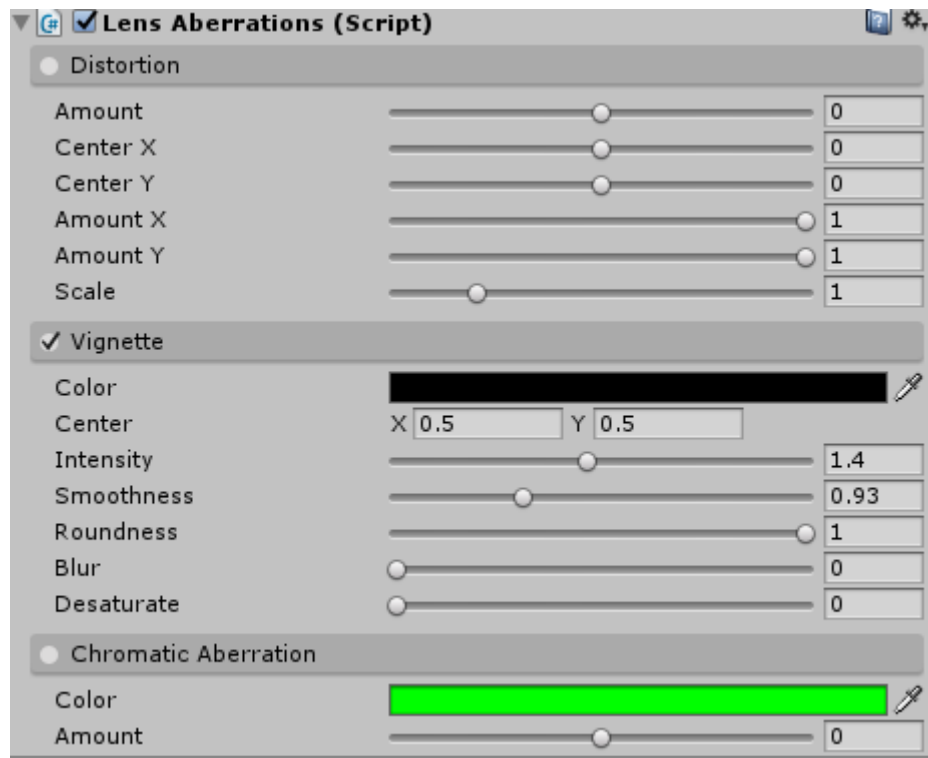 Lens Aberrations (Script)
Distortion
Amount 0
Center X 0
Center Y 0
Amount X 1
Amount Y 1
Scale 1
Vignette
Color
Center X 0.5 Y 0.5
Intensity 1.4
Smoothness 0.93
Roundness 1
Blur 0
Desaturate 0
Chromatic Aberration
Color
Amount 0